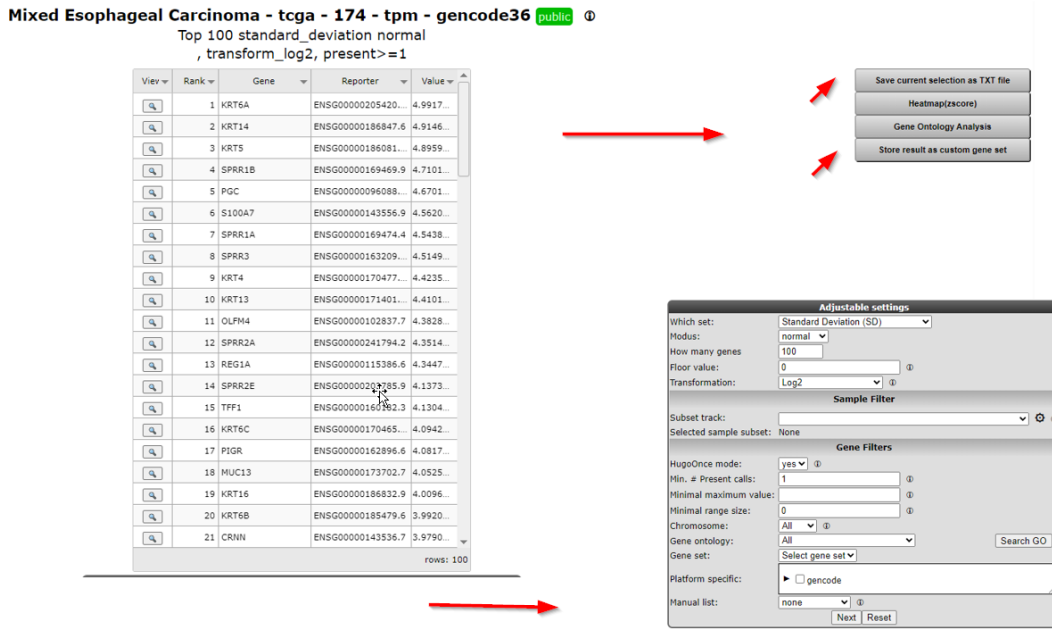 Mixed Esophageal Carcinoma - tcga - 174 - tpm - gencode36 public
Top 100 standard_deviation normal
, transform_log2, present>=1
View Rank Gene Reporter Value
1 KRT6A ENSG00000205420.... 4.9917...
2 KRT14 ENSG00000186847.6 4.9146...
3 KRT5 ENSG00000186081.... 4.8959...
4 SPRR1B ENSG00000169469.9 4.7101...
5 PGC ENSG00000096088.... 4.6701...
6 S100A7 ENSG00000143556.9 4.5620...
7 SPRR1A ENSG00000169474.4 4.5438...
8 SPRR3 ENSG00000163209.... 4.5149...
9 KRT4 ENSG00000170477.... 4.4235...
10 KRT13 ENSG00000171401.... 4.4101...
11 OLFM4 ENSG00000102837.7 4.3828...
12 SPRR2A ENSG00000241794.2 4.3514...
13 REG1A ENSG00000115386.6 4.3447...
14 SPRR2E 4.1373...
15 TFF1 4.1304...
16 KRT6C ENSG00000170465.... 4.0942...
17 PIGR ENSG00000162896.6 4.0817...
18 MUC13 ENSG00000173702.7 4.0525...
19 KRT16 ENSG00000186832.9 4.0096...
20 KRT6B ENSG00000185479.6 3.9920...
21 CRNN ENSG00000143536.7 3.9790...
rows: 100
Save current selection as TXT file
Heatmap(zscore)
Gene Ontology Analysis
Store result as custom gene set
Adjustable settings
Which set: Standard Deviation (SD)
Modus: normal
How many genes 100
Floor value: 0
Transformation: Log2
Sample Filter
Subset track:
Selected sample subset: None
Gene Filters
HugoOnce mode: yes
Min. # Present calls: 1
Minimal maximum value:
Minimal range size: 0
Chromosome: All
Gene ontology: All Search GO
Gene set: Select gene set
Platform specific: gencode
Manual list: none
Next Reset